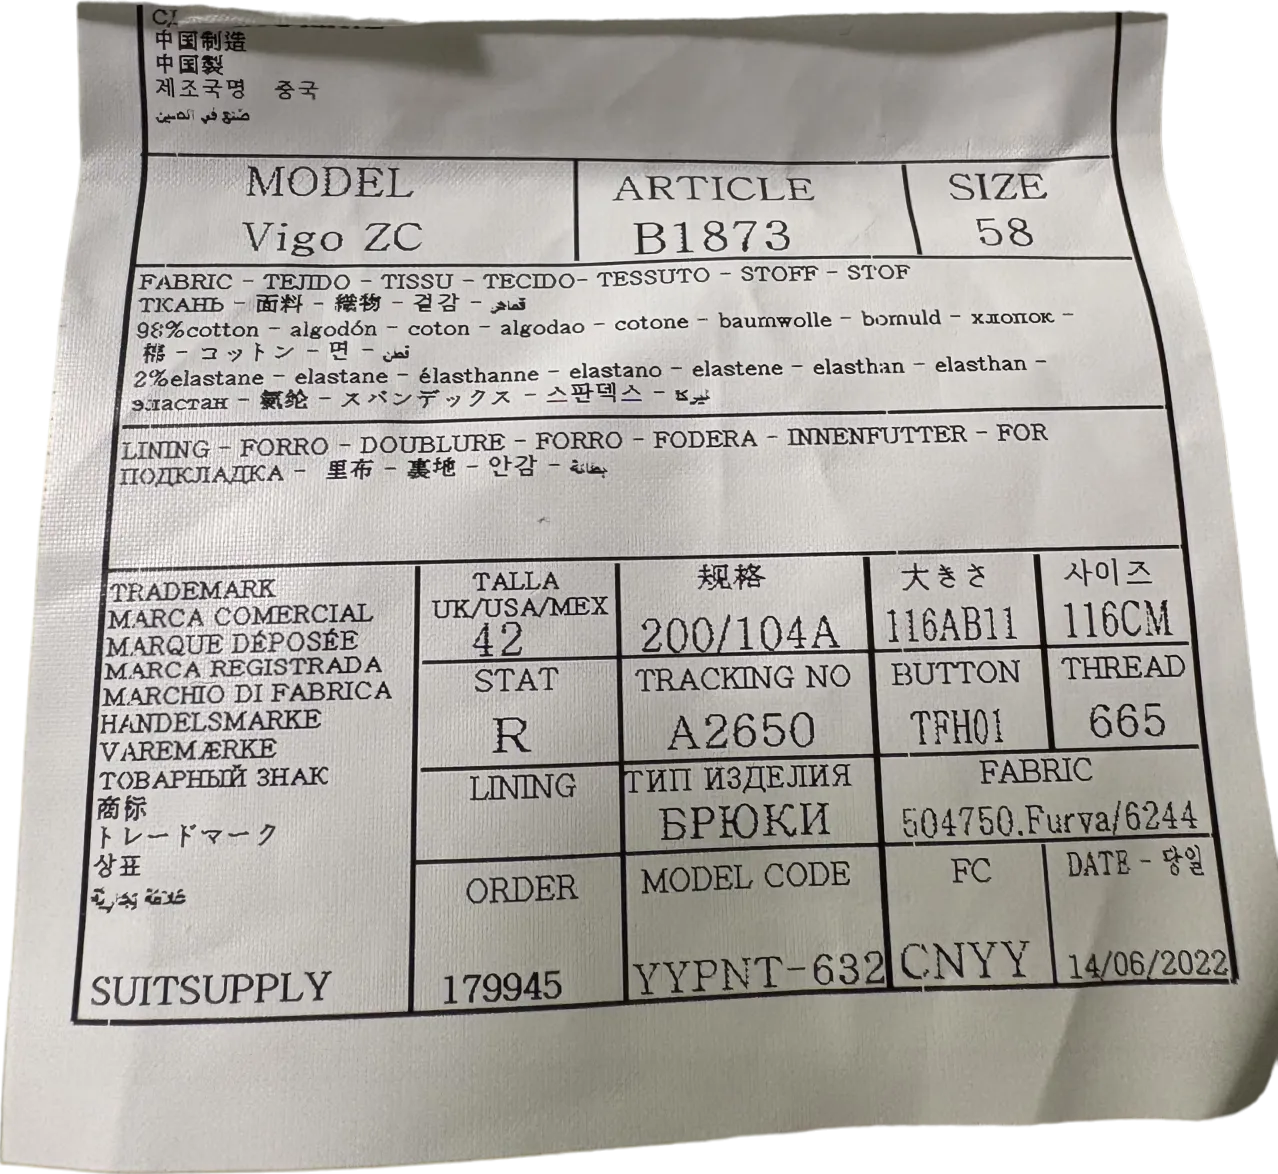 中国制造
中国製
제조국명 중국
صنع في الصين
MODEL
Vigo ZC
ARTICLE
B1873
SIZE
58
FABRIC - TEJIDO - TISSU - TECIDO- TESSUTO - STOFF - STOF
ТКАНЬ - 面料 - 織物 - 겉감 - قماش
98%cotton - algodón - coton - algodao - cotone - baumwolle - bomuld - хлопок -
棉 - コットン - 면 - قطن
2%elastane - elastane - élasthanne - elastano - elastene - elasthan - elasthan -
эластан - 氨纶 - スパンデックス - 스판덱스 -
LINING - FORRO - DOUBLURE - FORRO - FODERA - INNENFUTTER - FOR
ПОДКЛАДКА - 里布 - 裏地 - 안감 - بطانة
TRADEMARK
MARCA COMERCIAL
MARQUE DÉPOSÉE
MARCA REGISTRADA
MARCHIO DI FABRICA
HANDELSMARKE
VAREMÆRKE
ТОВАРНЫЙ ЗНАК
商标
トレードマーク
상표
علامة تجارية
SUITSUPPLY
TALLA
UK/USA/MEX
42
规格
200/104A
大きさ
116AB11
사이즈
116CM
STAT
R
TRACKING NO
A2650
BUTTON
TFH01
THREAD
665
LINING
ТИП ИЗДЕЛИЯ
БРЮКИ
FABRIC
504750.Furva/6244
ORDER
179945
MODEL CODE
YYPNT-632
FC
CNYY
DATE - 당일
14/06/2022